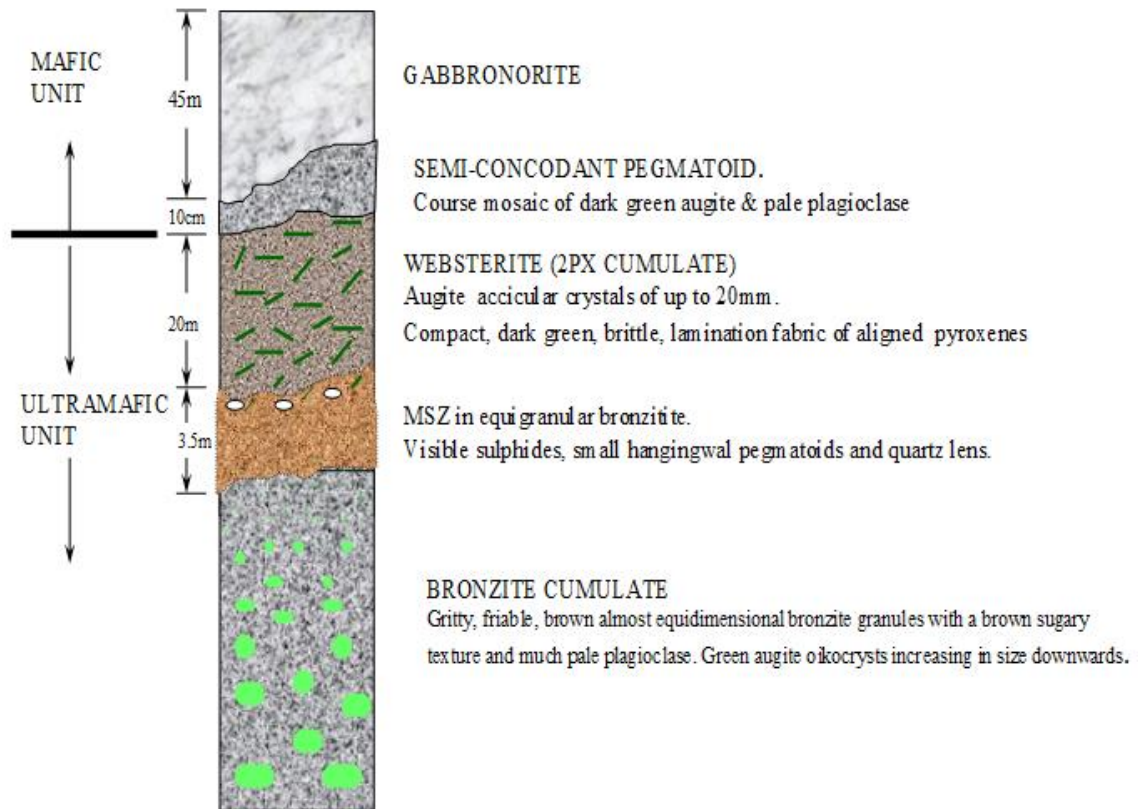 MAFIC
UNIT
45m
GABBRONORITE
SEMI-CONCODANT PEGMATOID.
Course mosaic of dark green augite & pale plagioclase
10cm
WEBSTERITE (2PX CUMULATE)
Augite accicular crystals of up to 20mm.
Compact, dark green, brittle, lamination fabric of aligned pyroxenes
20m
ULTRAMAFIC
UNIT
3.5m
MSZ in equigranular bronzitite.
Visible sulphides, small hangingwal pegmatoids and quartz lens.
BRONZITE CUMULATE
Gritty, friable, brown almost equidimensional bronzite granules with a brown sugary
texture and much pale plagioclase. Green augite oikocrysts increasing in size downwards.